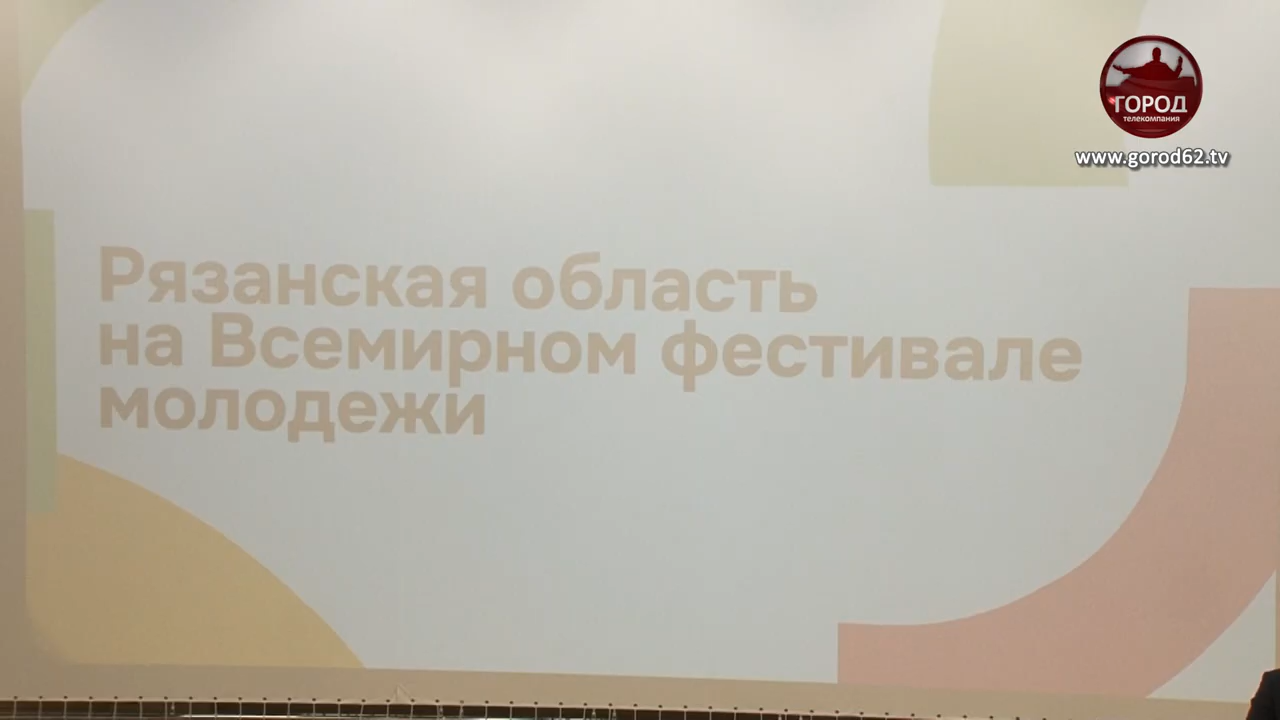 ГОРОД
телекомпания
www.gorod62.tv
Рязанская область
на Всемирном фестивале
молодежи